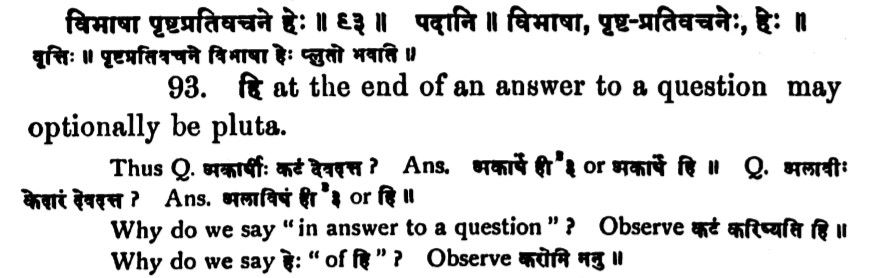 विभाषा पृष्टप्रतिवचने हेः ॥ ९३ ॥ पदानि ॥ विभाषा, पृष्ट-प्रतिवचनेः, हेः ॥
वृत्तिः ॥ पृष्टप्रतिवचने विभाषा हेः प्लुतो भवति ॥
93. हि at the end of an answer to a question may
optionally be pluta.
Thus Q. अकार्षीः कटं देवदत्त ? Ans. अकार्षं ही³३ or अकार्षं हि ॥ Q. अलावीः
केदारं देवदत्त ? Ans. अलाविषं ही³३ or हि ॥
Why do we say "in answer to a question" ? Observe कटं करिष्यति हि ॥
Why do we say हेः "of हि" ? Observe करोमि ननु ॥